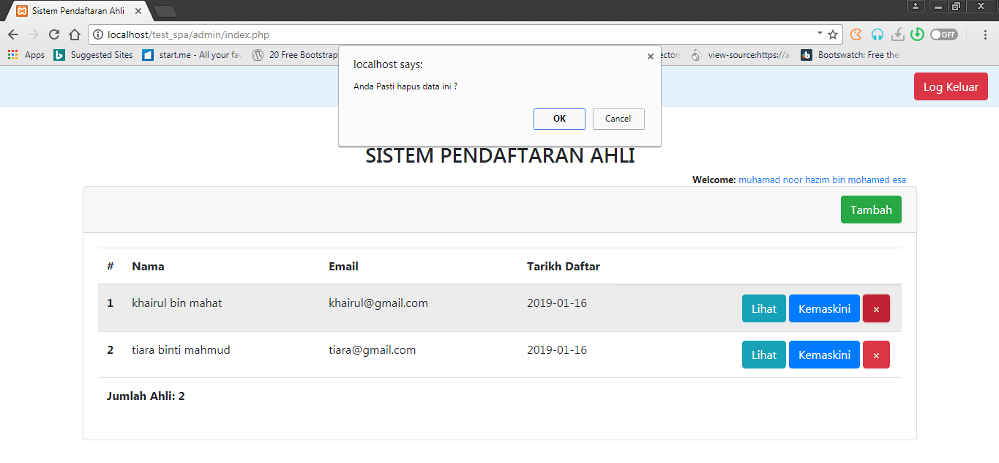 Sistem Pendaftaran Ahli
localhost/test_spa/admin/index.php
OFF
Apps
Suggested Sites
start.me - All your fav
20 Free Bootstrap
ectors
view-source:https://a
Bootswatch: Free the
localhost says:
Anda Pasti hapus data ini ?
OK
Cancel
Log Keluar
SISTEM PENDAFTARAN AHLI
Welcome: muhamad noor hazim bin mohamed esa
Tambah
# Nama Email Tarikh Daftar
1 khairul bin mahat khairul@gmail.com 2019-01-16 Lihat Kemaskini ×
2 tiara binti mahmud tiara@gmail.com 2019-01-16 Lihat Kemaskini ×
Jumlah Ahli: 2